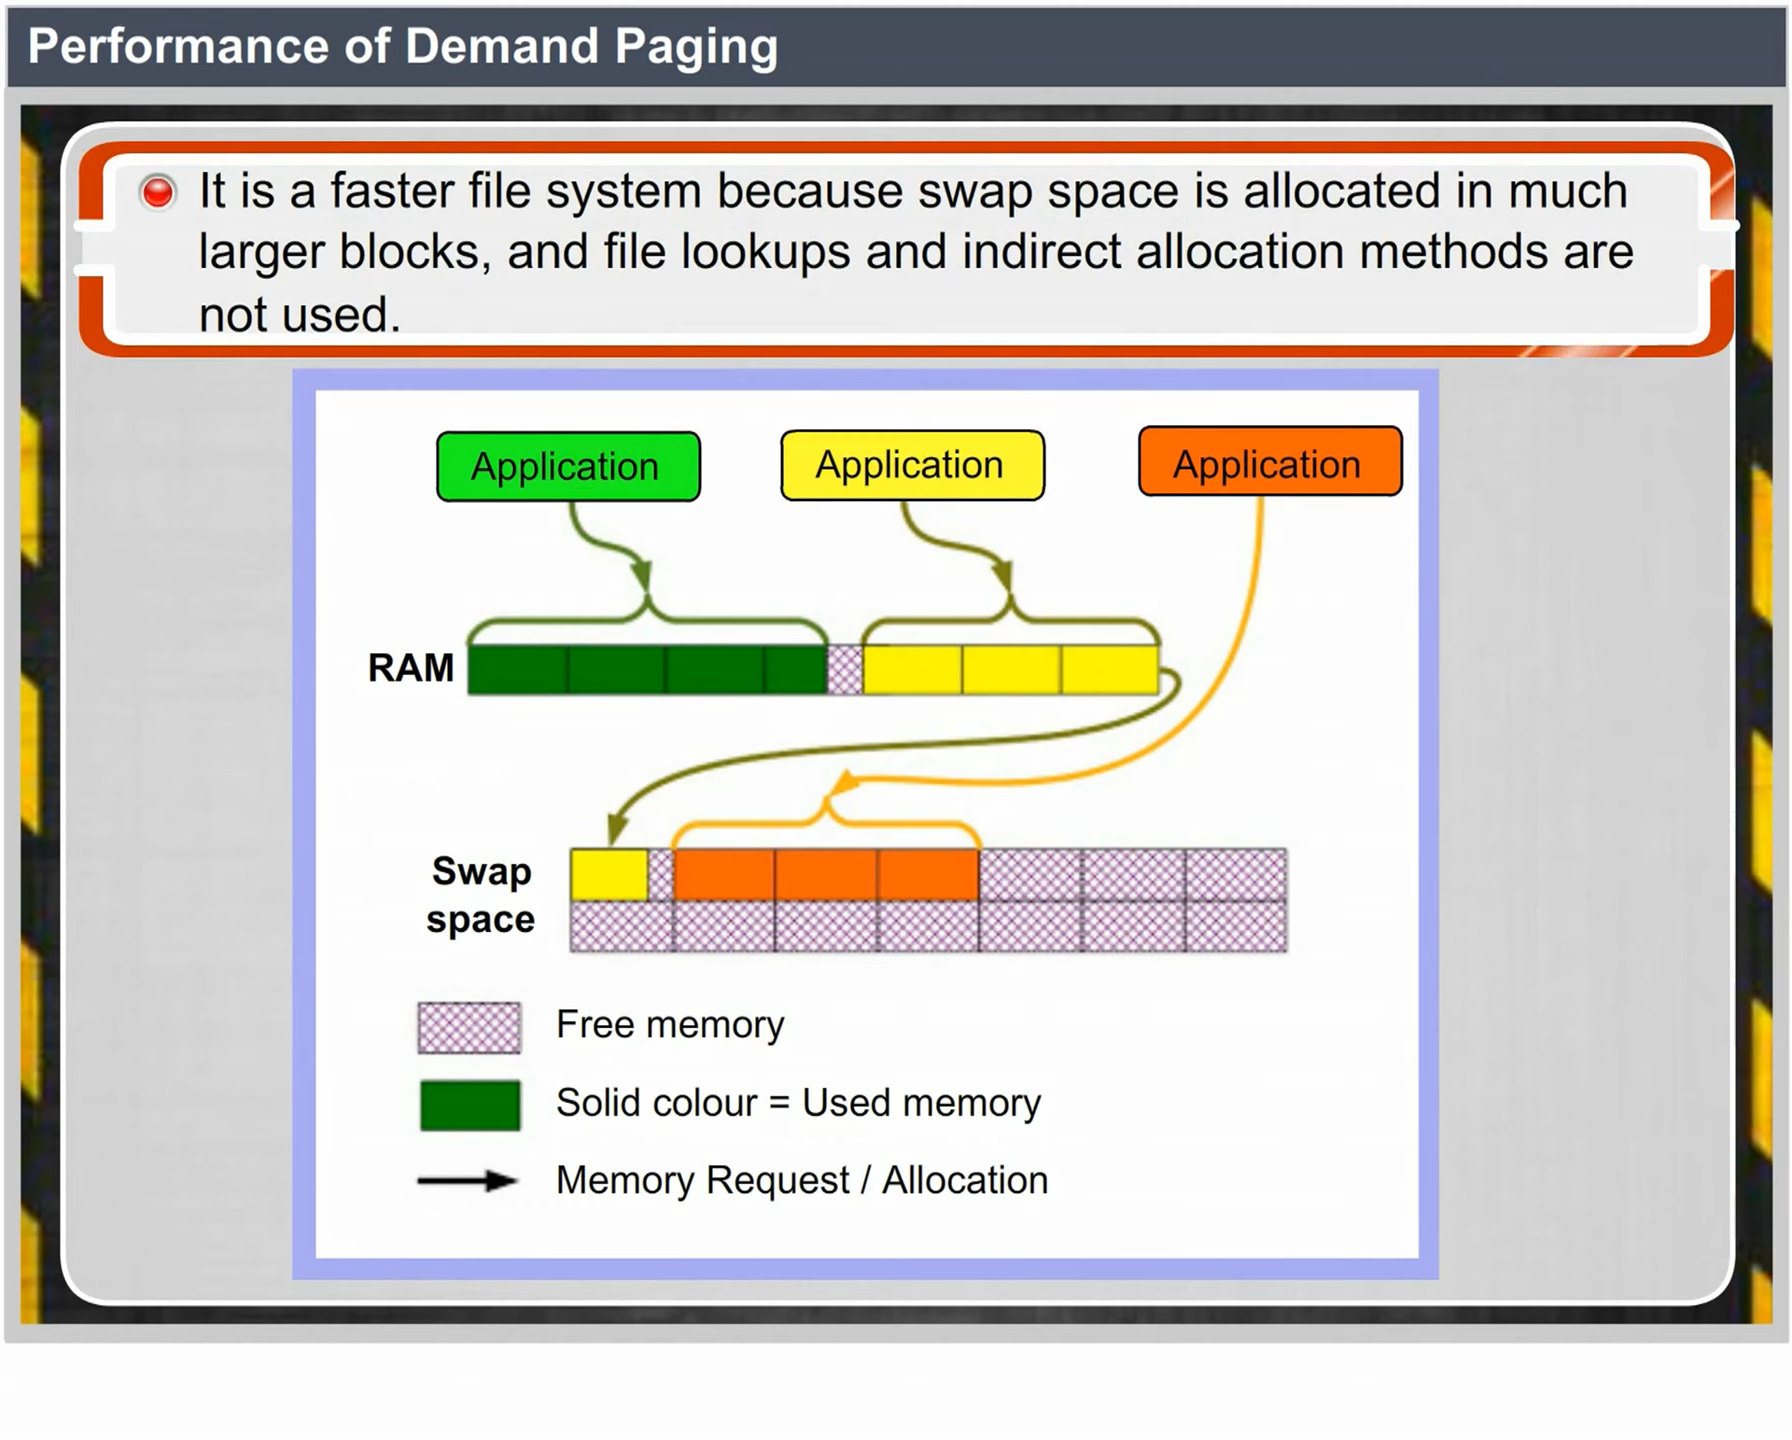 Performance of Demand Paging
It is a faster file system because swap space is allocated in much
larger blocks, and file lookups and indirect allocation methods are
not used.
Application
Application
Application
RAM
Swap
space
Free memory
Solid colour = Used memory
Memory Request / Allocation